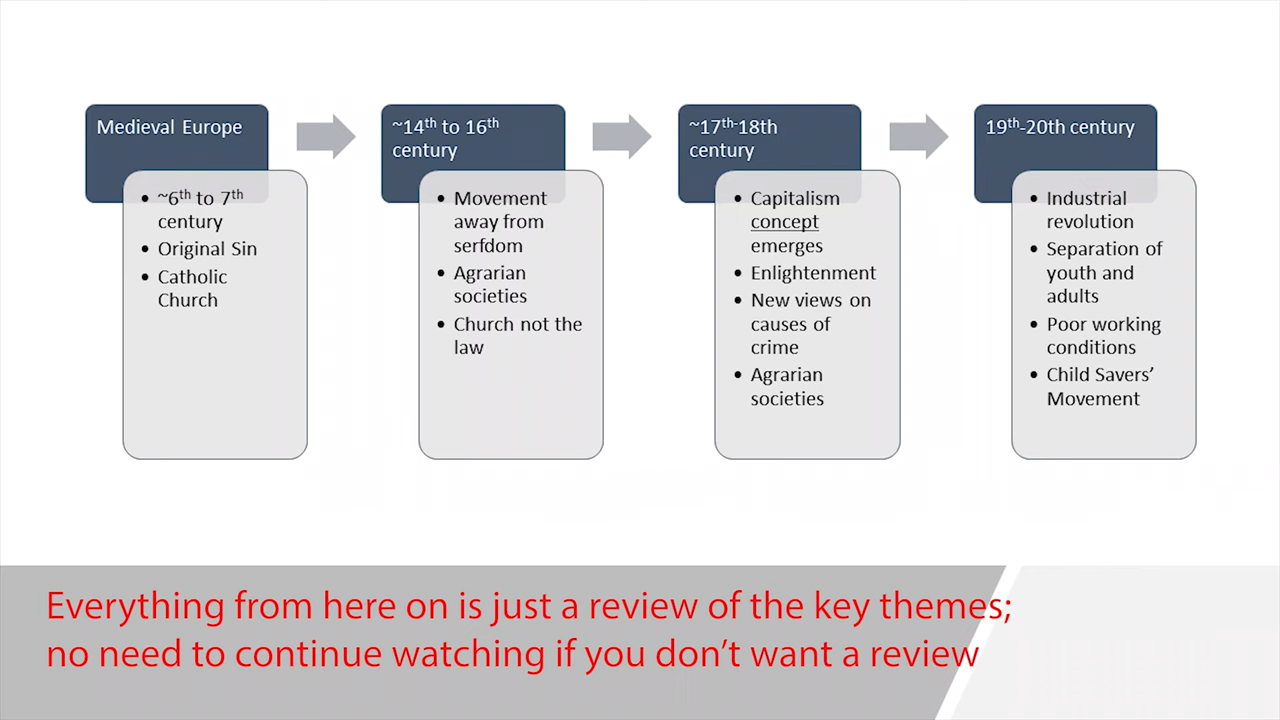 Medieval Europe
• ~6th to 7th
century
• Original Sin
• Catholic
Church
~14th to 16th
century
• Movement
away from
serfdom
• Agrarian
societies
• Church not the
law
~17th-18th
century
• Capitalism
concept
emerges
• Enlightenment
• New views on
causes of
crime
• Agrarian
societies
19th-20th century
• Industrial
revolution
• Separation of
youth and
adults
• Poor working
conditions
• Child Savers’
Movement
Everything from here on is just a review of the key themes;
no need to continue watching if you don’t want a review